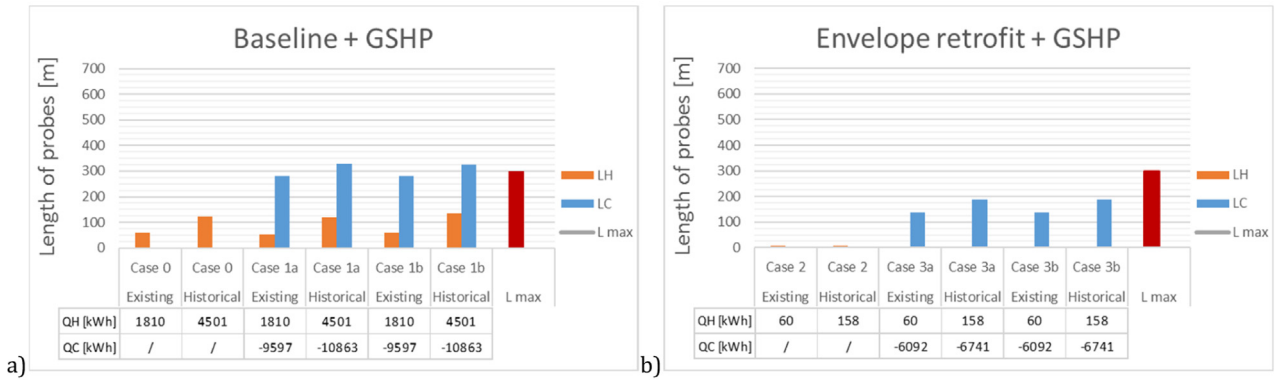 Baseline + GSHP
Length of probes [m]
700
600
500
400
300
200
100
0
LH
LC
L max
Case 0 Case 0 Case 1a Case 1a Case 1b Case 1b
Existing Historical Existing Historical Existing Historical L max
QH [kWh] 1810 4501 1810 4501 1810 4501
QC [kWh] / / -9597 -10863 -9597 -10863
a)
Envelope retrofit + GSHP
Length of probes [m]
700
600
500
400
300
200
100
0
LH
LC
L max
Case 2 Case 2 Case 3a Case 3a Case 3b Case 3b
Existing Historical Existing Historical Existing Historical L max
QH [kWh] 60 158 60 158 60 158
QC [kWh] / / -6092 -6741 -6092 -6741
b)